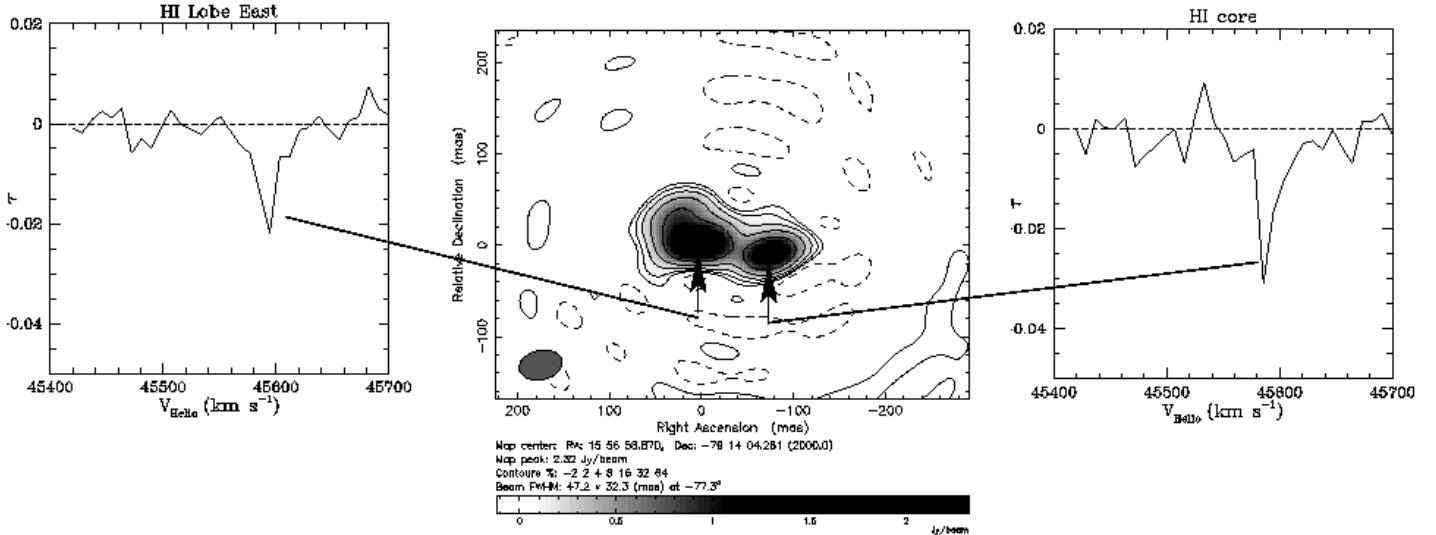 HI Lobe East
0.02
0
-0.02
-0.04
τ
45400 45500 45600 45700
V_Helio (km s⁻¹)
200
100
0
−100
Relative Declination (mas)
200 100 0 −100 −200
Right Ascension (mas)
Map center: RA: 15 56 58.870, Dec: −79 14 04.281 (2000.0)
Map peak: 2.32 Jy/beam
Contours %: −2 2 4 8 16 32 64
Beam FWHM: 47.2 x 32.3 (mas) at −77.3°
0 0.5 1 2
Jy/beam
HI core
0.02
0
-0.02
-0.04
τ
45400 45500 45600 45700
V_Helio (km s⁻¹)